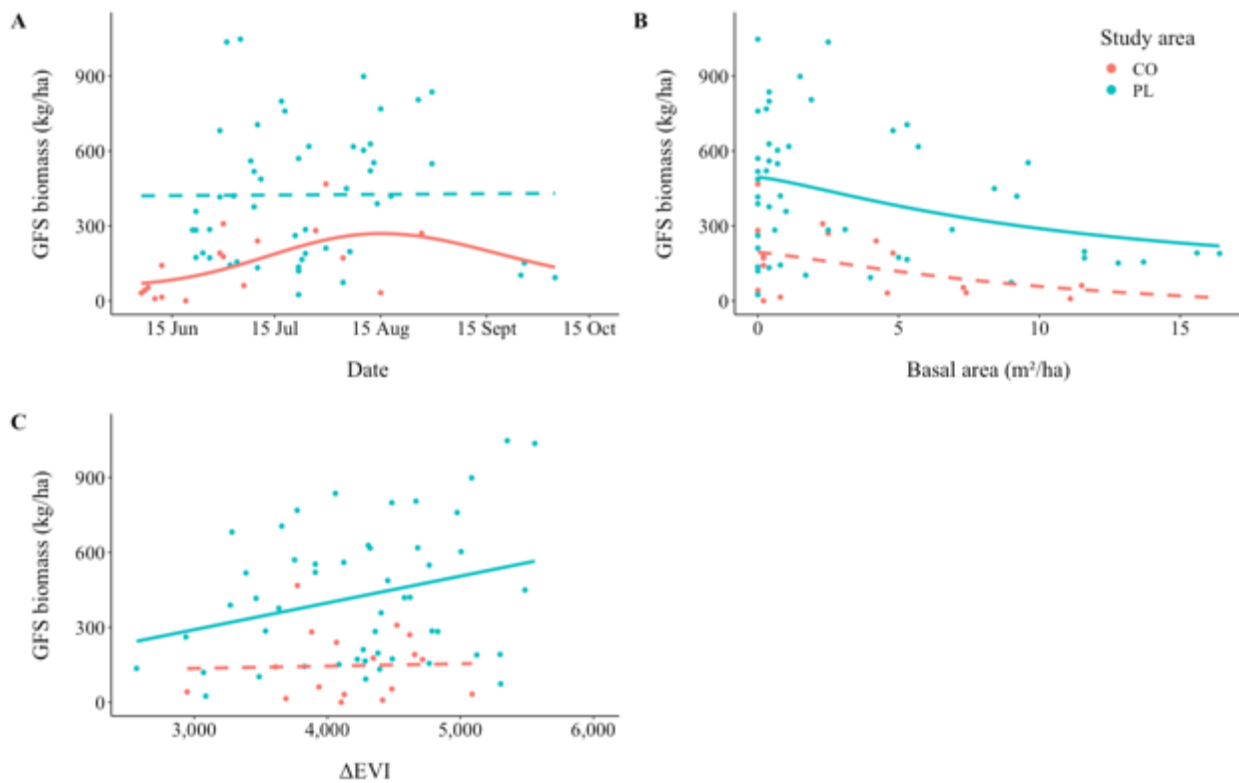 A
GFS biomass (kg/ha)
900
600
300
0
15 Jun
15 Jul
15 Aug
15 Sept
15 Oct
Date
B
GFS biomass (kg/ha)
900
600
300
0
0
5
10
15
Basal area (m²/ha)
Study area
CO
PL
C
GFS biomass (kg/ha)
900
600
300
0
3,000
4,000
5,000
6,000
ΔEVI